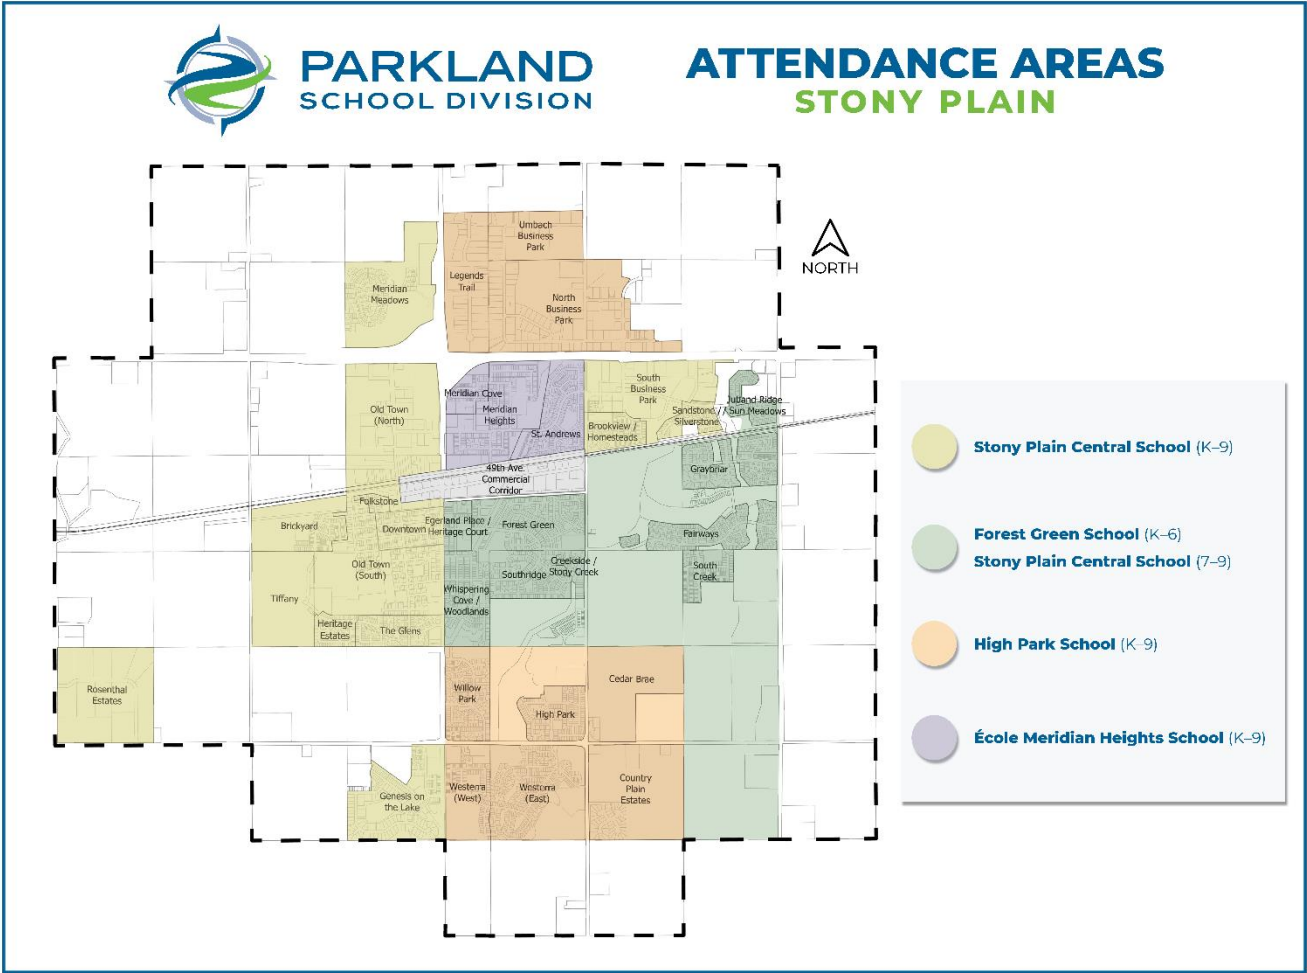 PARKLAND
SCHOOL DIVISION
ATTENDANCE AREAS
STONY PLAIN
NORTH
Umbach
Business
Park
Legends
Trail
Meridian
Meadows
North
Business
Park
Meridian Cove
Meridian
Heights
St. Andrews
Old Town
(North)
South
Business
Park
Sandstone /
Silverstone
Jutland Ridge
/ Sun Meadows
Brookview /
Homesteads
49th Ave.
Commercial
Corridor
Graybriar
Folkstone
Brickyard
Downtown
Egerland Place /
Heritage Court
Forest Green
Fairways
Old Town
(South)
Creekside /
Stony Creek
Southridge
South
Creek
Tiffany
Whispering
Cove /
Woodlands
Heritage
Estates
The Glens
Rosenthal
Estates
Willow
Park
High Park
Cedar Brae
Genesis on
the Lake
Westerra
(West)
Westerra
(East)
Country
Plain
Estates
Stony Plain Central School (K–9)
Forest Green School (K–6)
Stony Plain Central School (7–9)
High Park School (K–9)
École Meridian Heights School (K–9)